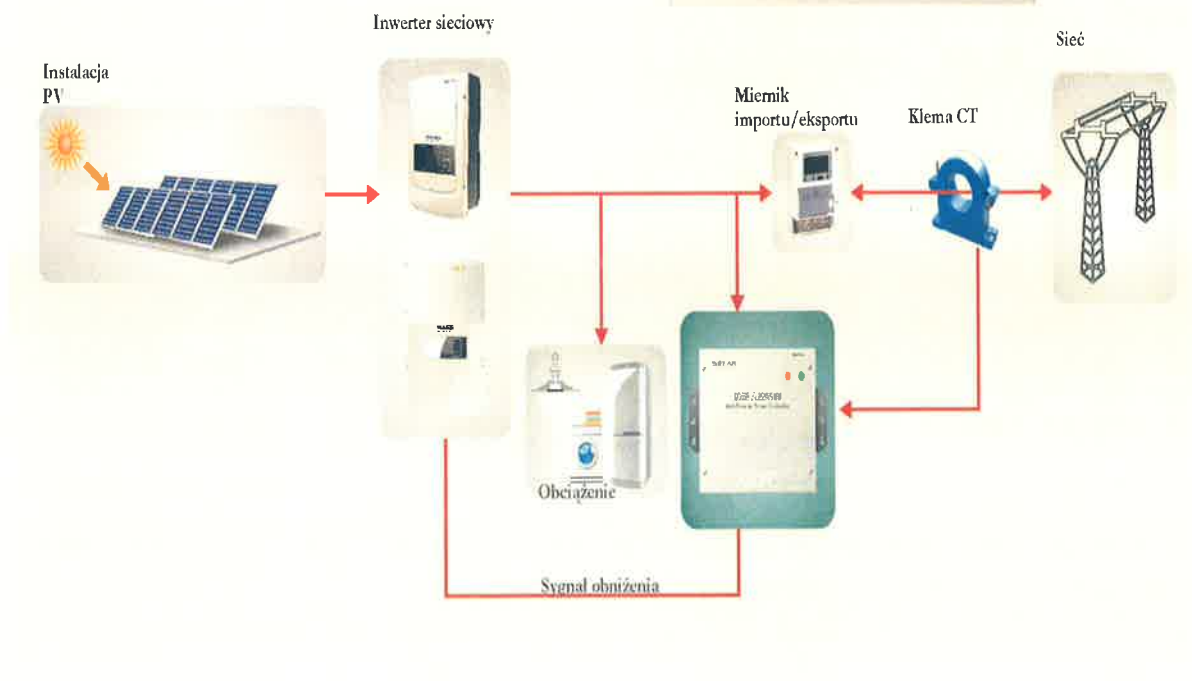 Inwerter sieciowy
Sieć
Instalacja
PV
Miernik
importu/eksportu
Klema CT
Obciążenie
Sygnał obniżenia